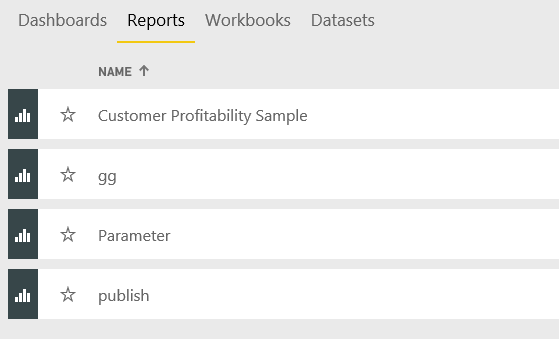 Dashboards Reports Workbooks Datasets
NAME ↑
Customer Profitability Sample
gg
Parameter
publish